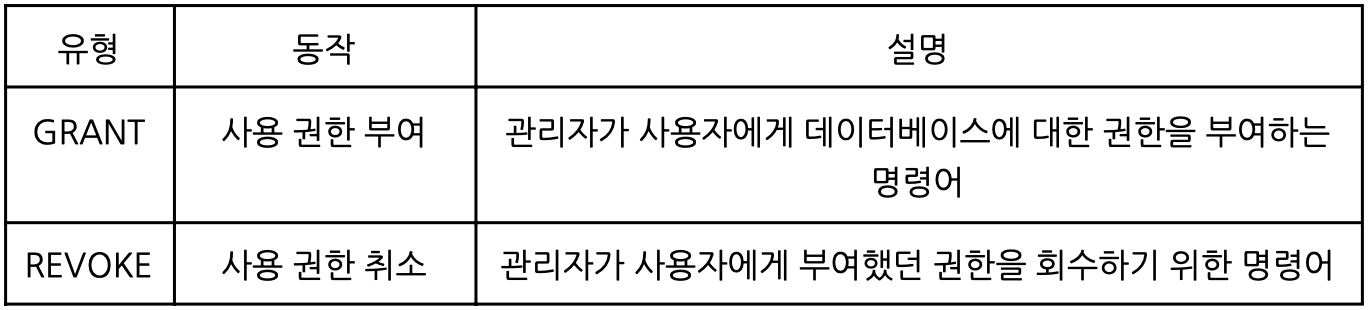 유형 동작 설명
GRANT 사용 권한 부여 관리자가 사용자에게 데이터베이스에 대한 권한을 부여하는
명령어
REVOKE 사용 권한 취소 관리자가 사용자에게 부여했던 권한을 회수하기 위한 명령어